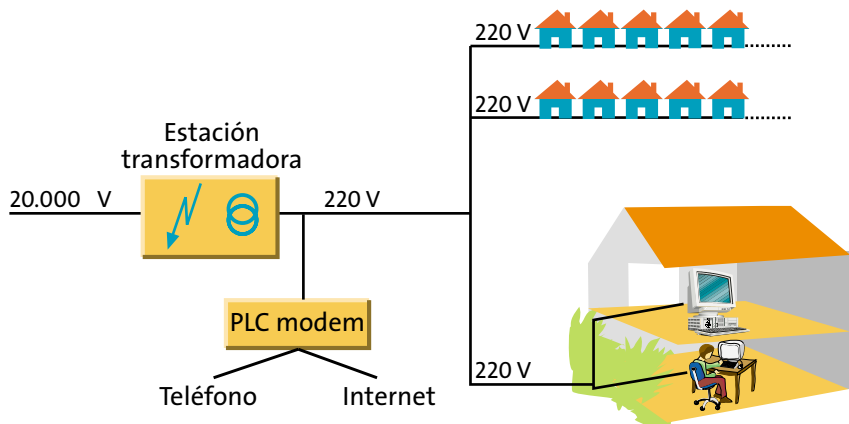 220 V
220 V
Estación
transformadora
20.000 V
220 V
PLC modem
Teléfono
Internet
220 V